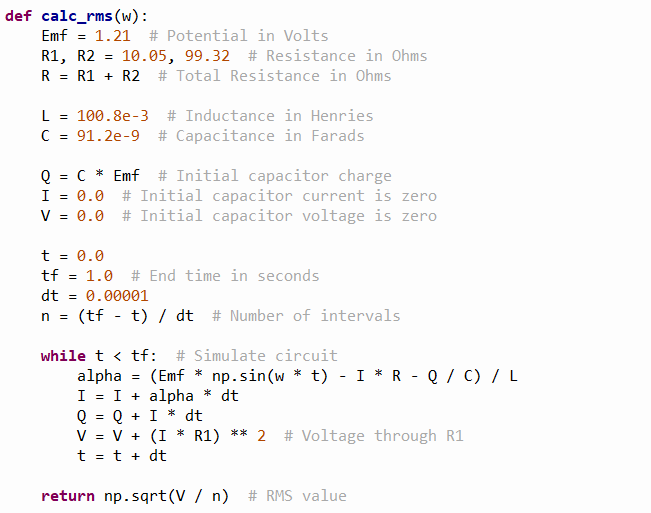 def calc_rms(w):
    Emf = 1.21  # Potential in Volts
    R1, R2 = 10.05, 99.32  # Resistance in Ohms
    R = R1 + R2  # Total Resistance in Ohms

    L = 100.8e-3  # Inductance in Henries
    C = 91.2e-9  # Capacitance in Farads

    Q = C * Emf  # Initial capacitor charge
    I = 0.0  # Initial capacitor current is zero
    V = 0.0  # Initial capacitor voltage is zero

    t = 0.0
    tf = 1.0  # End time in seconds
    dt = 0.00001
    n = (tf - t) / dt  # Number of intervals

    while t < tf:  # Simulate circuit
        alpha = (Emf * np.sin(w * t) - I * R - Q / C) / L
        I = I + alpha * dt
        Q = Q + I * dt
        V = V + (I * R1) ** 2  # Voltage through R1
        t = t + dt

    return np.sqrt(V / n)  # RMS value